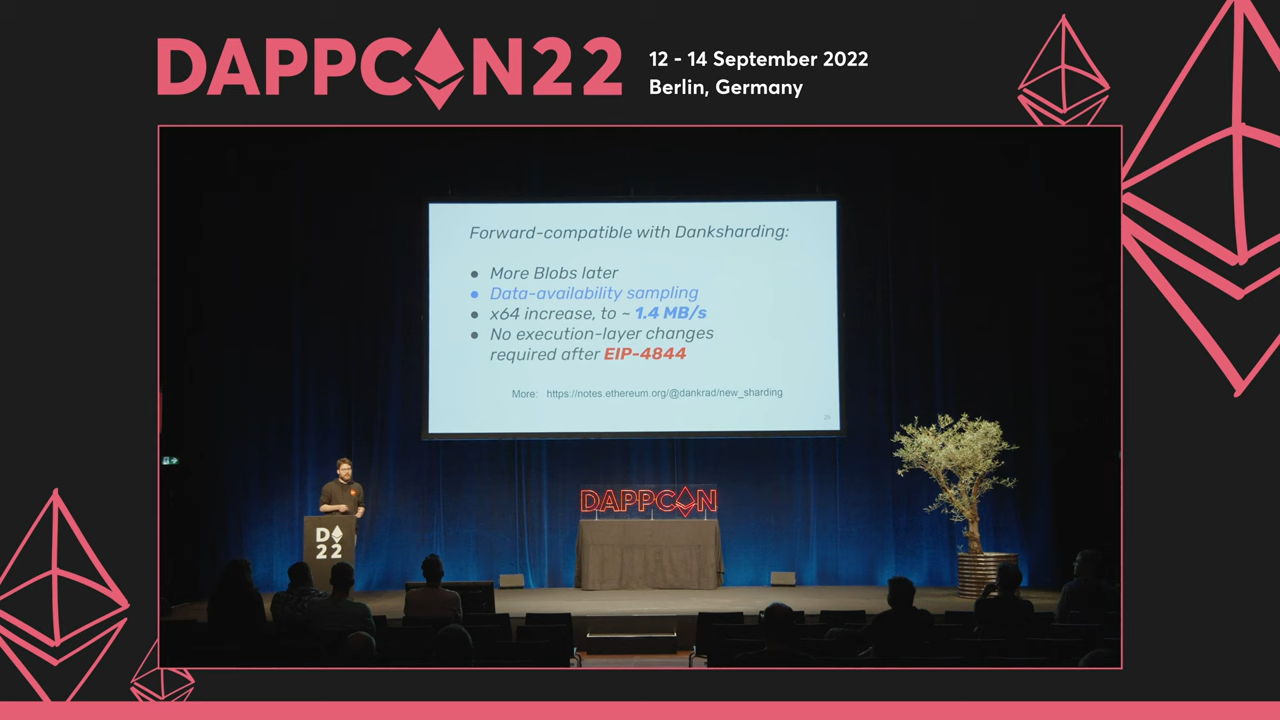 DAPPCON22
12 - 14 September 2022
Berlin, Germany
Forward-compatible with Danksharding:
● More Blobs later
● Data-availability sampling
● x64 increase, to ~ 1.4 MB/s
● No execution-layer changes
required after EIP-4844
More: https://notes.ethereum.org/@dankrad/new_sharding
DAPPCON
D
22